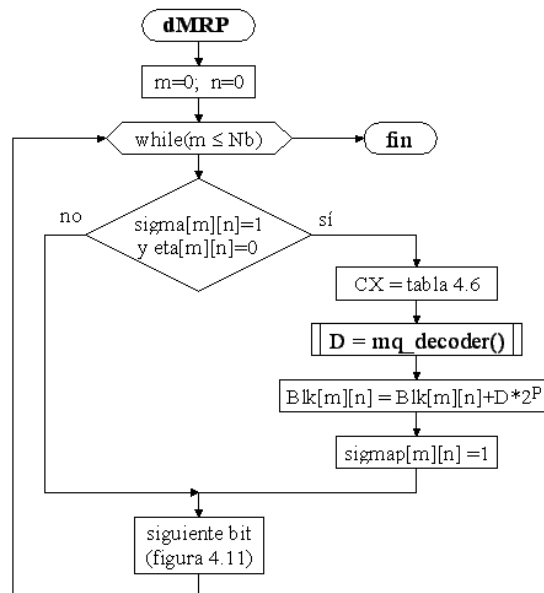 dMRP
m=0; n=0
while(m ≤ Nb)
fin
no
sigma[m][n]=1
y eta[m][n]=0
sí
CX = tabla 4.6
D = mq_decoder()
Blk[m][n] = Blk[m][n]+D*2^P
sigmap[m][n] =1
siguiente bit
(figura 4.11)